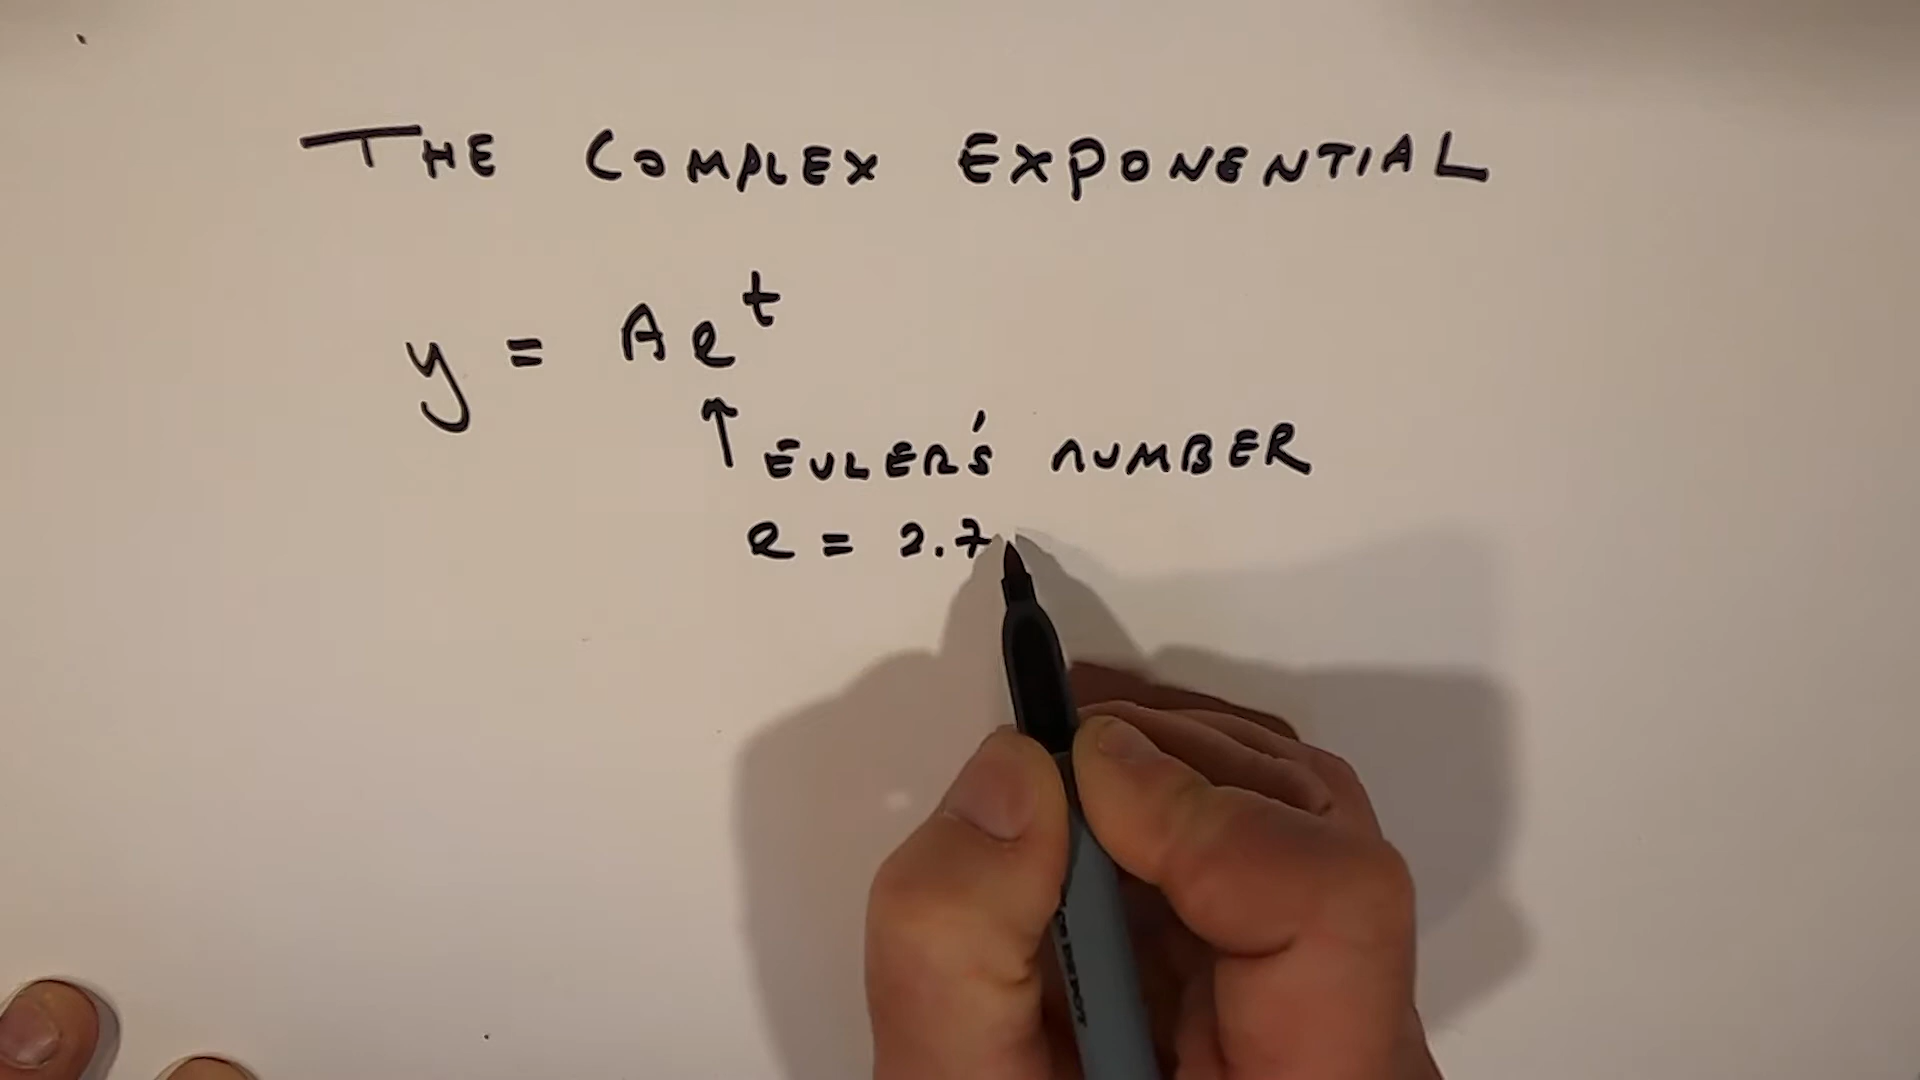 THE COMPLEX EXPONENTIAL
y = Ae^t
↑ EULER'S NUMBER
e = 2.7